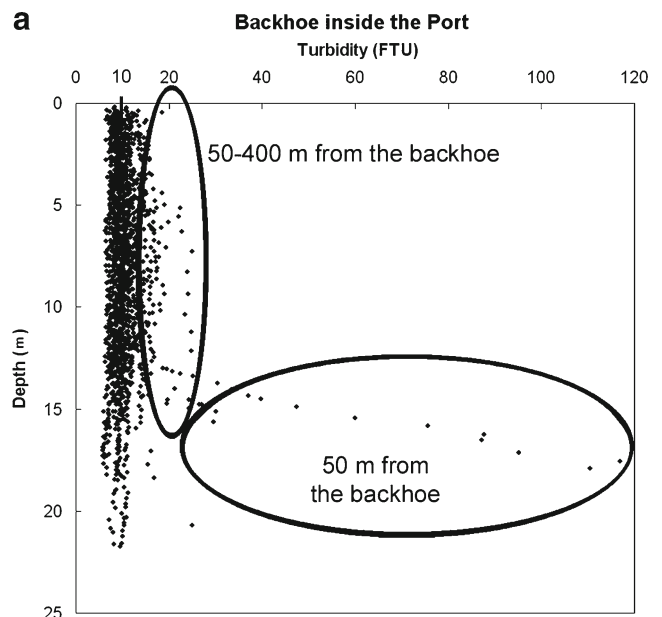 a
Backhoe inside the Port
Turbidity (FTU)
0 10 20 40 60 80 100 120
0
50-400 m from the backhoe
5
10
Depth (m)
15
50 m from
the backhoe
20
25